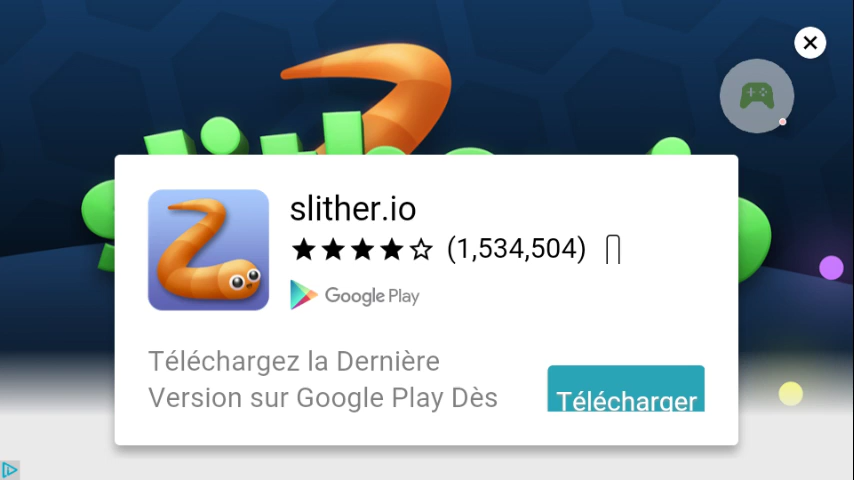 slither.io
(1,534,504)
Google Play
Téléchargez la Dernière
Version sur Google Play Dès
Télécharger